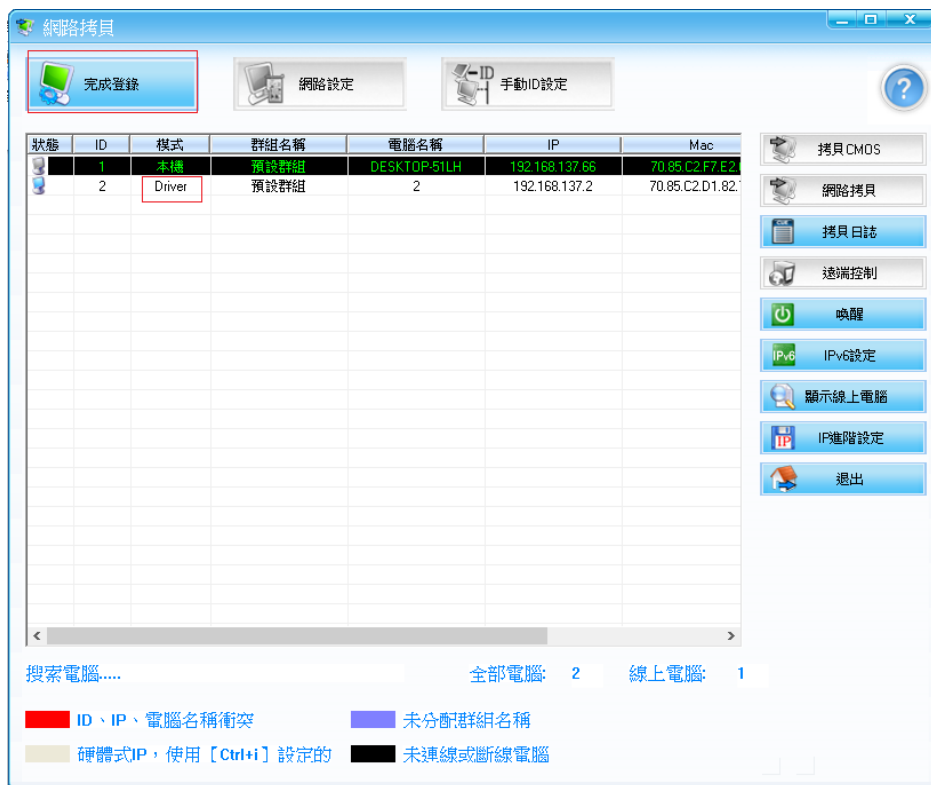 網路拷貝
完成登錄
網路設定
手動ID設定
狀態 ID 模式 群組名稱 電腦名稱 IP Mac
1 本機 預設群組 DESKTOP-51LH 192.168.137.66 70.85.C2.F7.E2.
2 Driver 預設群組 2 192.168.137.2 70.85.C2.D1.82.
拷貝CMOS
網路拷貝
拷貝日誌
遠端控制
喚醒
IPv6 IPv6設定
顯示線上電腦
IP IP進階設定
退出
搜索電腦..... 全部電腦: 2 線上電腦: 1
ID、IP、電腦名稱衝突 未分配群組名稱
硬體式IP，使用［Ctrl+i］設定的 未連線或斷線電腦